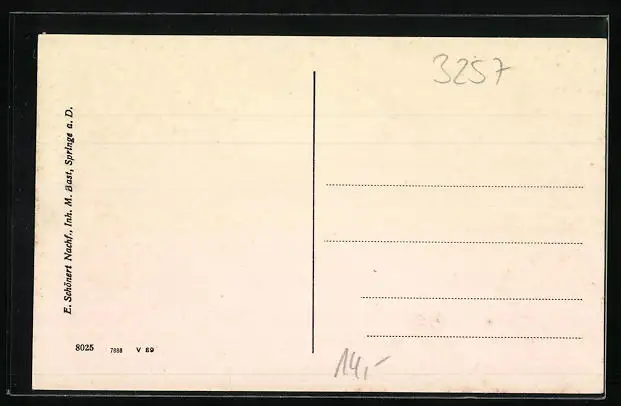 3257
E. Schönert Nachf., Inh. M. Bast, Springe a. D.
8025 7888 V 89
14,-